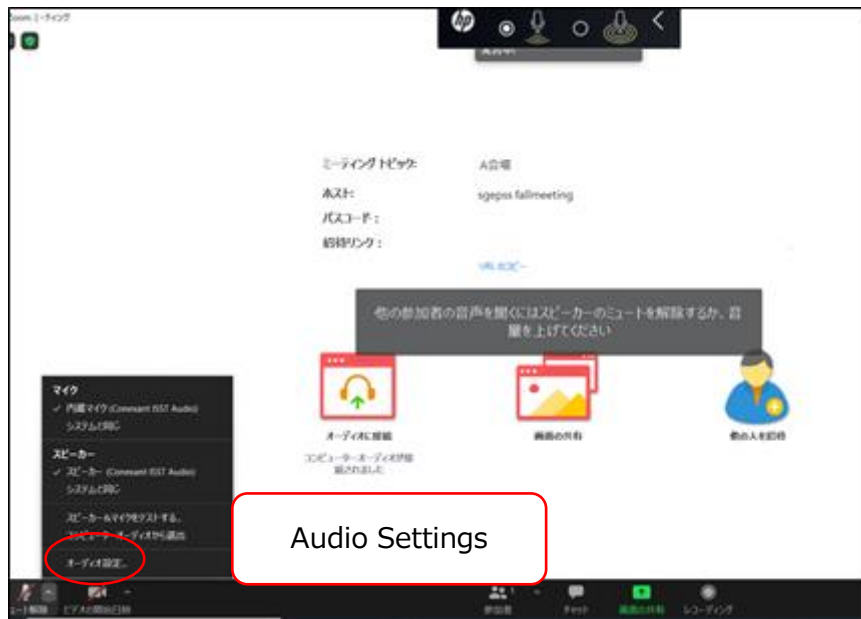 Zoom ミーティング
hp
ミーティング トピック:
A会場
ホスト:
sgepss fallmeeting
パスコード:
招待リンク:
URLのコピー
他の参加者の音声を聞くにはスピーカーのミュートを解除するか、音
量を上げてください
マイク
✓ 内蔵マイク (Conexant ISST Audio)
システムと同じ
スピーカー
✓ スピーカー (Conexant ISST Audio)
システムと同じ
スピーカー&マイクをテストする...
コンピューター オーディオから退出
オーディオ設定...
オーディオに接続
コンピューターオーディオが接
続されました
画面の共有
他の人を招待
Audio Settings
ミュート解除
ビデオの開始
参加者
1
チャット
画面の共有
レコーディング